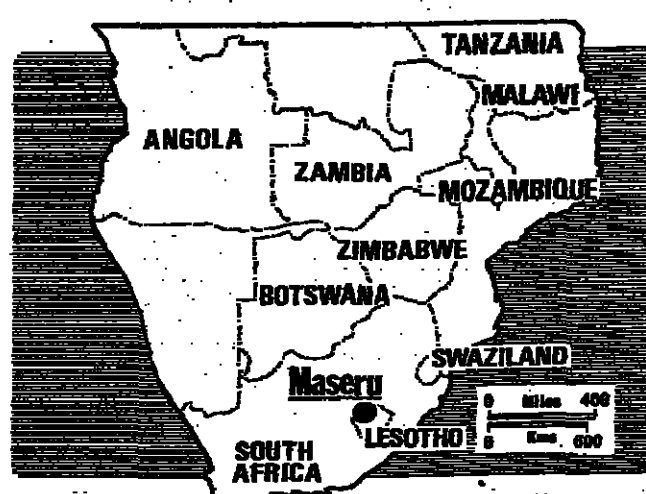 TANZANIA
MALAWI
ANGOLA
ZAMBIA
MOZAMBIQUE
ZIMBABWE
BOTSWANA
SWAZILAND
Maseru
0 Miles 400
LESOTHO
0 Kms 600
SOUTH
AFRICA